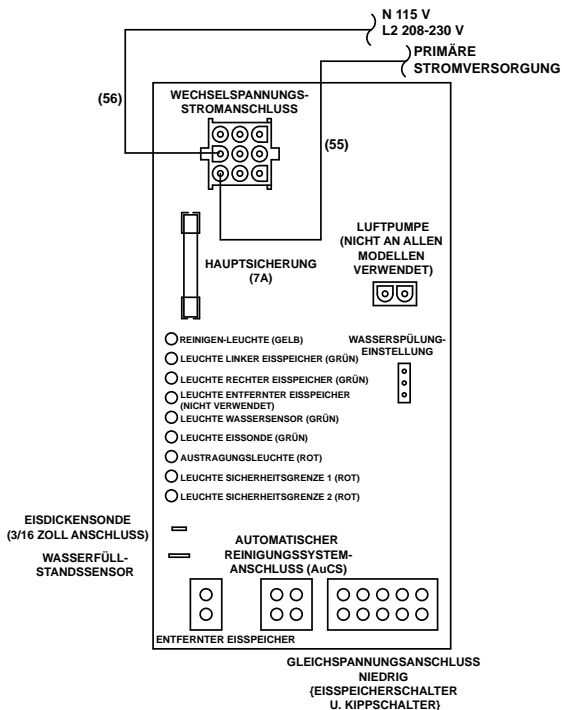 N 115 V
L2 208-230 V
PRIMÄRE
STROMVERSORGUNG
(56)
WECHSELSPANNUNGS-
STROMANSCHLUSS
(55)
LUFTPUMPE
(NICHT AN ALLEN
MODELLEN
VERWENDET)
HAUPTSICHERUNG
(7A)
REINIGEN-LEUCHTE (GELB)
WASSERSPÜLUNG-
EINSTELLUNG
LEUCHTE LINKER EISSPEICHER (GRÜN)
LEUCHTE RECHTER EISSPEICHER (GRÜN)
LEUCHTE ENTFERNTER EISSPEICHER
(NICHT VERWENDET)
LEUCHTE WASSERSENSOR (GRÜN)
LEUCHTE EISSONDE (GRÜN)
AUSTRAGUNGSLEUCHTE (ROT)
LEUCHTE SICHERHEITSGRENZE 1 (ROT)
LEUCHTE SICHERHEITSGRENZE 2 (ROT)
EISDICKENSONDE
(3/16 ZOLL ANSCHLUSS)
WASSERFÜLL-
STANDSSENSOR
AUTOMATISCHER
REINIGUNGSSYSTEM-
ANSCHLUSS (AuCS)
ENTFERNTER EISSPEICHER
GLEICHSPANNUNGSANSCHLUSS
NIEDRIG
{EISSPEICHERSCHALTER
U. KIPPSCHALTER}